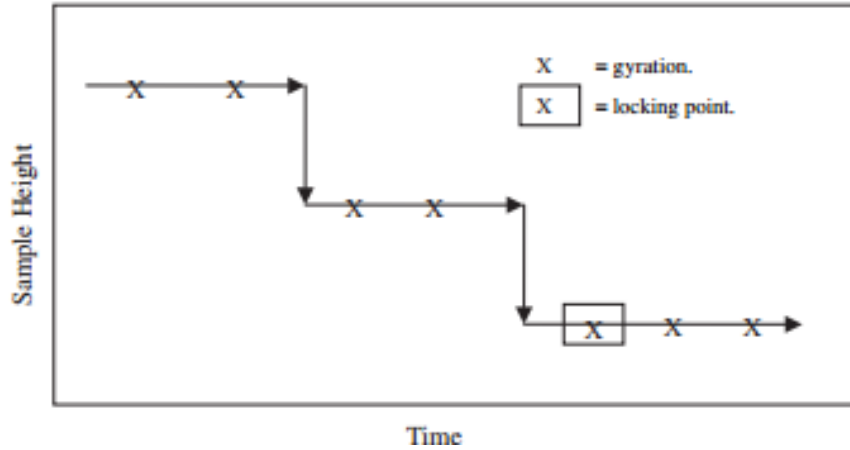 X = gyration.
X = locking point.
X X
X X
X X X
Sample Height
Time